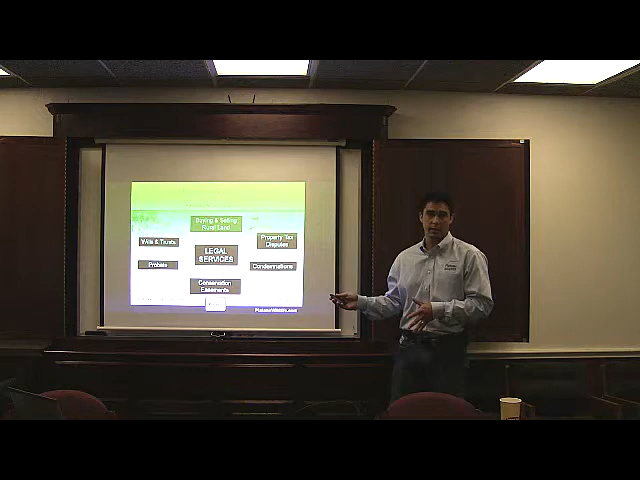 Buying & Selling
Rural Land
Wills & Trusts
Property Tax
Disputes
LEGAL
SERVICES
Probate
Condemnations
Conservation
Easements